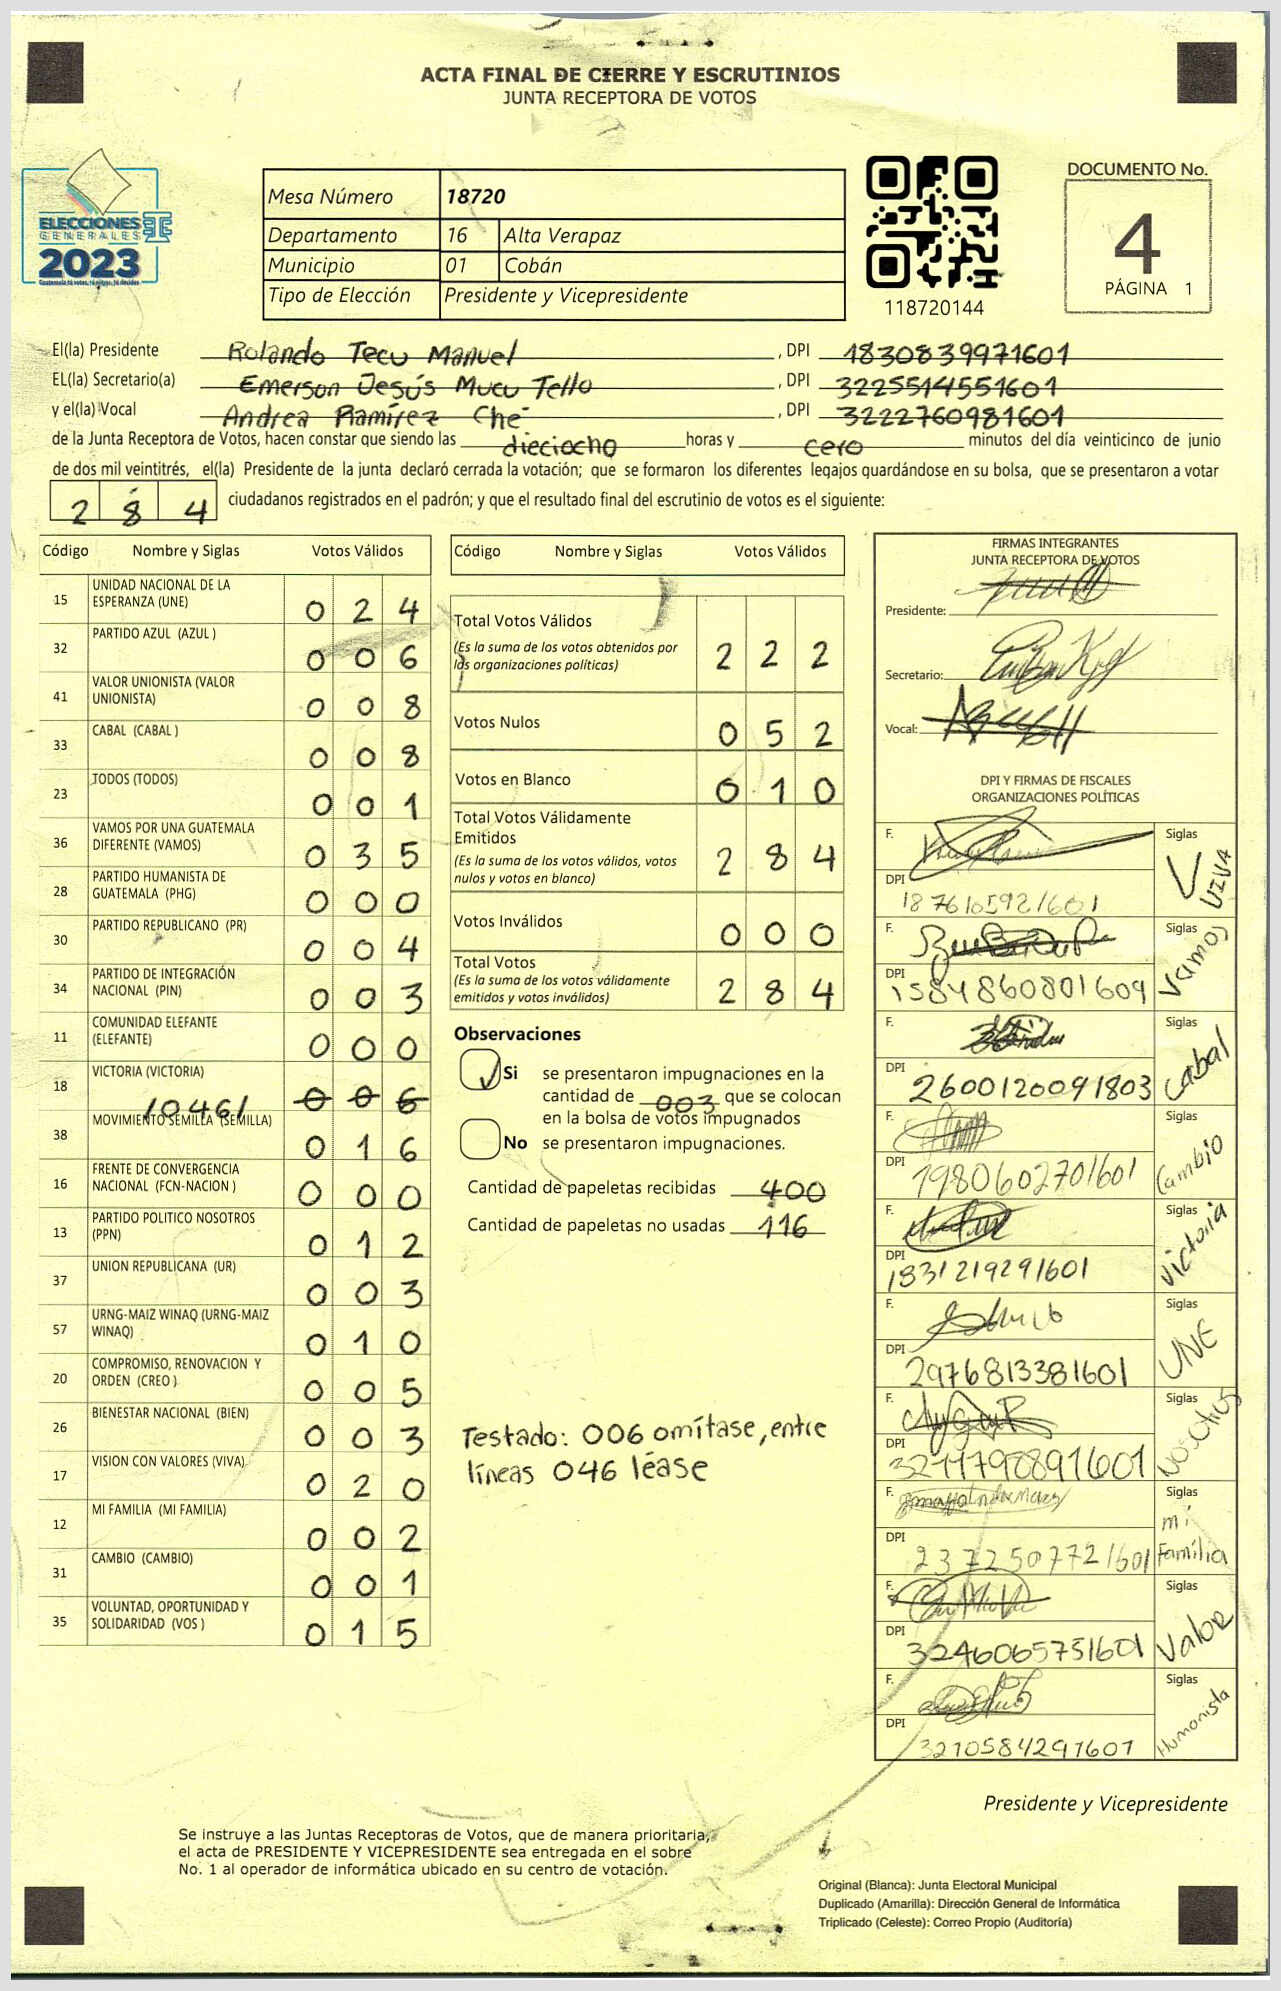 ACTA FINAL DE CIERRE Y ESCRUTINIOS
JUNTA RECEPTORA DE VOTOS
ELECCIONES
GENERALES
2023
Mesa Número 18720
Departamento 16 Alta Verapaz
Municipio 01 Cobán
Tipo de Elección Presidente y Vicepresidente
118720144
DOCUMENTO No.
4
PÁGINA 1
El(la) Presidente Rolando Tecu Manuel , DPI 1830839971601
EL(la) Secretario(a) Emerson Jesús Mucu Tello , DPI 3225514551601
y el(la) Vocal Andrea Ramírez Ché , DPI 3222760981601
de la Junta Receptora de Votos, hacen constar que siendo las dieciocho horas y cero minutos del día veinticinco de junio
de dos mil veintitrés, el(la) Presidente de la junta declaró cerrada la votación; que se formaron los diferentes legajos guardándose en su bolsa, que se presentaron a votar
2 8 4 ciudadanos registrados en el padrón; y que el resultado final del escrutinio de votos es el siguiente:
Código Nombre y Siglas Votos Válidos
15 UNIDAD NACIONAL DE LA
ESPERANZA (UNE) 0 2 4
32 PARTIDO AZUL (AZUL ) 0 0 6
41 VALOR UNIONISTA (VALOR
UNIONISTA) 0 0 8
33 CABAL (CABAL ) 0 0 8
23 TODOS (TODOS) 0 0 1
36 VAMOS POR UNA GUATEMALA
DIFERENTE (VAMOS) 0 3 5
28 PARTIDO HUMANISTA DE
GUATEMALA (PHG) 0 0 0
30 PARTIDO REPUBLICANO (PR) 0 0 4
34 PARTIDO DE INTEGRACIÓN
NACIONAL (PIN) 0 0 3
11 COMUNIDAD ELEFANTE
(ELEFANTE) 0 0 0
18 VICTORIA (VICTORIA) 0 0 6
/0461
38 MOVIMIENTO SEMILLA (SEMILLA) 0 1 6
16 FRENTE DE CONVERGENCIA
NACIONAL (FCN-NACION ) 0 0 0
13 PARTIDO POLITICO NOSOTROS
(PPN) 0 1 2
37 UNION REPUBLICANA (UR) 0 0 3
57 URNG-MAIZ WINAQ (URNG-MAIZ
WINAQ) 0 1 0
20 COMPROMISO, RENOVACION Y
ORDEN (CREO ) 0 0 5
26 BIENESTAR NACIONAL (BIEN) 0 0 3
17 VISION CON VALORES (VIVA) 0 2 0
12 MI FAMILIA (MI FAMILIA) 0 0 2
31 CAMBIO (CAMBIO) 0 0 1
35 VOLUNTAD, OPORTUNIDAD Y
SOLIDARIDAD (VOS ) 0 1 5
Código Nombre y Siglas Votos Válidos
Total Votos Válidos
(Es la suma de los votos obtenidos por
las organizaciones políticas) 2 2 2
Votos Nulos 0 5 2
Votos en Blanco 0 1 0
Total Votos Válidamente
Emitidos
(Es la suma de los votos válidos, votos
nulos y votos en blanco) 2 8 4
Votos Inválidos 0 0 0
Total Votos
(Es la suma de los votos válidamente
emitidos y votos inválidos) 2 8 4
Observaciones
Si se presentaron impugnaciones en la
cantidad de 003 que se colocan
en la bolsa de votos impugnados
No se presentaron impugnaciones.
Cantidad de papeletas recibidas 400
Cantidad de papeletas no usadas 116
Testado: 006 omítase, entre
líneas 046 léase
FIRMAS INTEGRANTES
JUNTA RECEPTORA DE VOTOS
Presidente:
Secretario:
Vocal:
DPI Y FIRMAS DE FISCALES
ORGANIZACIONES POLÍTICAS
F. Siglas
DPI VIVA
1876105921601
F. Siglas
DPI Vamos
1584860801609
F. Siglas
DPI Cabal
2600120091803
F. Siglas
DPI Cambio
1980602701601
F. Siglas
DPI Victoria
1831219291601
F. Siglas
DPI UNE
2976813381601
F. Siglas
DPI Nosotros
F. Siglas
DPI mi
2372507721601 Familia
F. Siglas
DPI Valor
3246065751601
F. Siglas
DPI Humanista
3210584291601
Presidente y Vicepresidente
Se instruye a las Juntas Receptoras de Votos, que de manera prioritaria,
el acta de PRESIDENTE Y VICEPRESIDENTE sea entregada en el sobre
No. 1 al operador de informática ubicado en su centro de votación.
Original (Blanca): Junta Electoral Municipal
Duplicado (Amarilla): Dirección General de Informática
Triplicado (Celeste): Correo Propio (Auditoría)